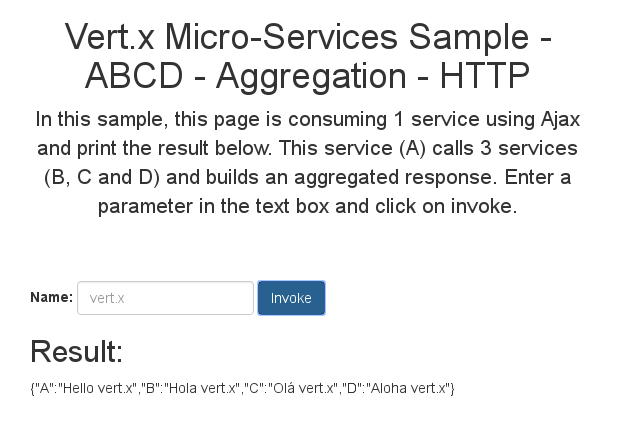 Vert.x Micro-Services Sample -
ABCD - Aggregation - HTTP
In this sample, this page is consuming 1 service using Ajax
and print the result below. This service (A) calls 3 services
(B, C and D) and builds an aggregated response. Enter a
parameter in the text box and click on invoke.
Name: vert.x Invoke
Result:
{"A":"Hello vert.x","B":"Hola vert.x","C":"Olá vert.x","D":"Aloha vert.x"}